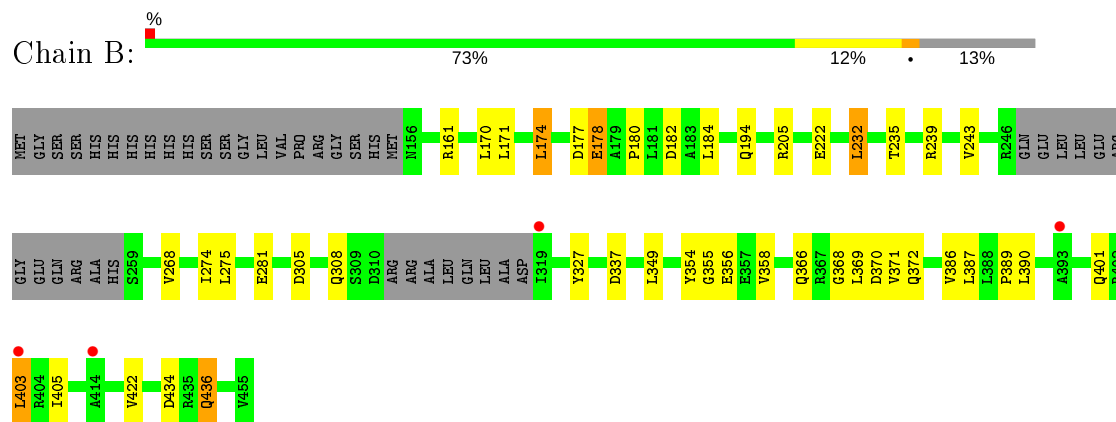 %
Chain B:
73% 12% • 13%
MET GLY SER SER HIS HIS HIS HIS HIS HIS SER SER GLY LEU VAL PRO ARG GLY SER HIS MET N156 R161 L170 L171 L174 D177 E178 A179 P180 L181 D182 A183 L184 Q194 R205 E222 L232 T235 R239 V243 R246 GLN GLU LEU LEU GLU ARG
GLY GLU GLN ARG ALA HIS S259 V268 I274 L275 E281 D305 Q308 S309 D310 ARG ARG ALA LEU GLN LEU ALA ASP I319 Y327 D337 L349 Y354 G355 E356 E357 V358 Q366 R367 G368 L369 D370 V371 Q372 V386 L387 L388 P389 L390 A393 Q401
L403 R404 I405 A414 V422 D434 R435 Q436 V455